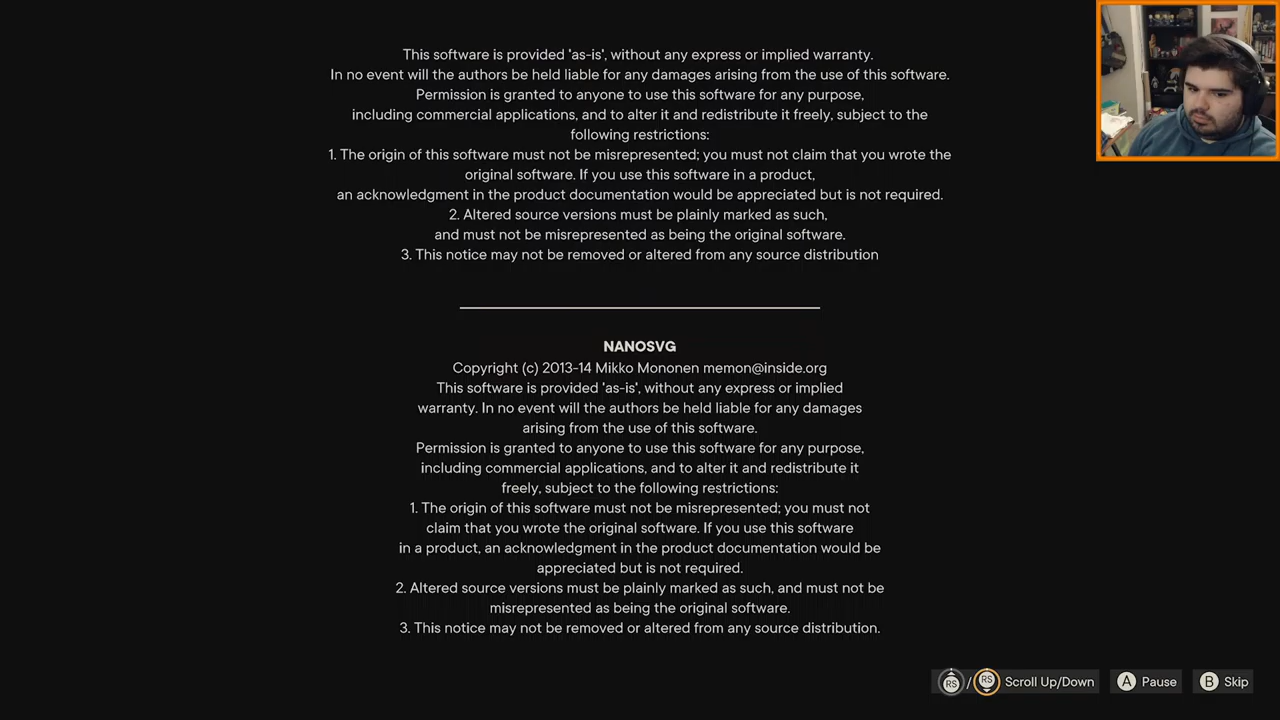 This software is provided 'as-is', without any express or implied warranty.
In no event will the authors be held liable for any damages arising from the use of this software.
Permission is granted to anyone to use this software for any purpose,
including commercial applications, and to alter it and redistribute it freely, subject to the
following restrictions:
1. The origin of this software must not be misrepresented; you must not claim that you wrote the
original software. If you use this software in a product,
an acknowledgment in the product documentation would be appreciated but is not required.
2. Altered source versions must be plainly marked as such,
and must not be misrepresented as being the original software.
3. This notice may not be removed or altered from any source distribution
NANOSVG
Copyright (c) 2013-14 Mikko Mononen memon@inside.org
This software is provided 'as-is', without any express or implied
warranty. In no event will the authors be held liable for any damages
arising from the use of this software.
Permission is granted to anyone to use this software for any purpose,
including commercial applications, and to alter it and redistribute it
freely, subject to the following restrictions:
1. The origin of this software must not be misrepresented; you must not
claim that you wrote the original software. If you use this software
in a product, an acknowledgment in the product documentation would be
appreciated but is not required.
2. Altered source versions must be plainly marked as such, and must not be
misrepresented as being the original software.
3. This notice may not be removed or altered from any source distribution.
RS / RS Scroll Up/Down A Pause B Skip